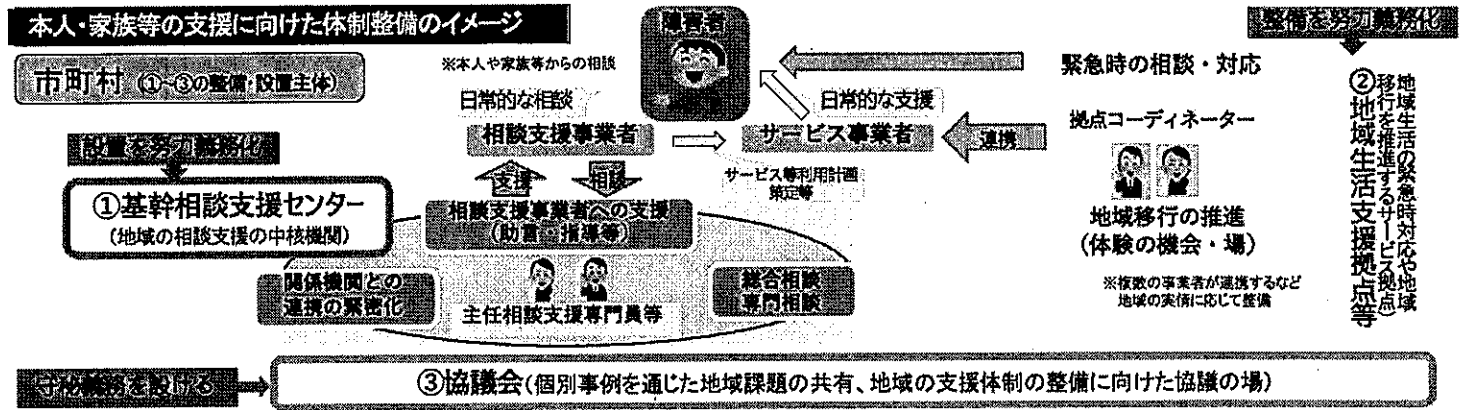 本人・家族等の支援に向けた体制整備のイメージ
市町村 (①~③の整備・設置主体)
※本人や家族等からの相談
日常的な相談
相談支援事業者
障害者
日常的な支援
サービス事業者
サービス等利用計画
策定等
連携
緊急時の相談・対応
拠点コーディネーター
地域移行の推進
(体験の機会・場)
※複数の事業者が連携するなど
地域の実情に応じて整備
整備を努力義務化
②地域生活支援拠点等
(地域生活の緊急時対応や地域
移行を推進するサービス拠点)
設置を努力義務化
①基幹相談支援センター
(地域の相談支援の中核機関)
支援
相談
相談支援事業者への支援
(助言・指導等)
関係機関との
連携の緊密化
主任相談支援専門員等
総合相談
専門相談
守秘義務を設ける
③協議会(個別事例を通じた地域課題の共有、地域の支援体制の整備に向けた協議の場)